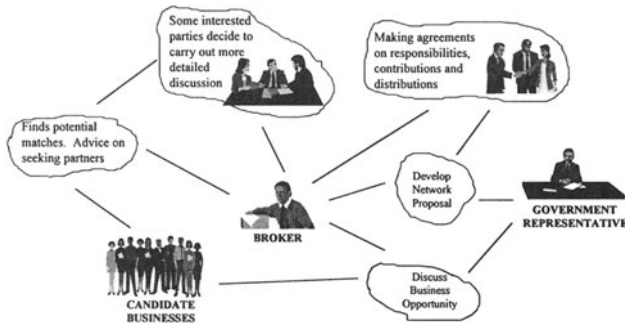 Some interested
parties decide to
carry out more
detailed
discussion
Making agreements
on responsibilities,
contributions and
distributions
Finds potential
matches. Advice on
seeking partners
Develop
Network
Proposal
GOVERNMENT
REPRESENTATIVE
BROKER
Discuss
Business
Opportunity
CANDIDATE
BUSINESSES